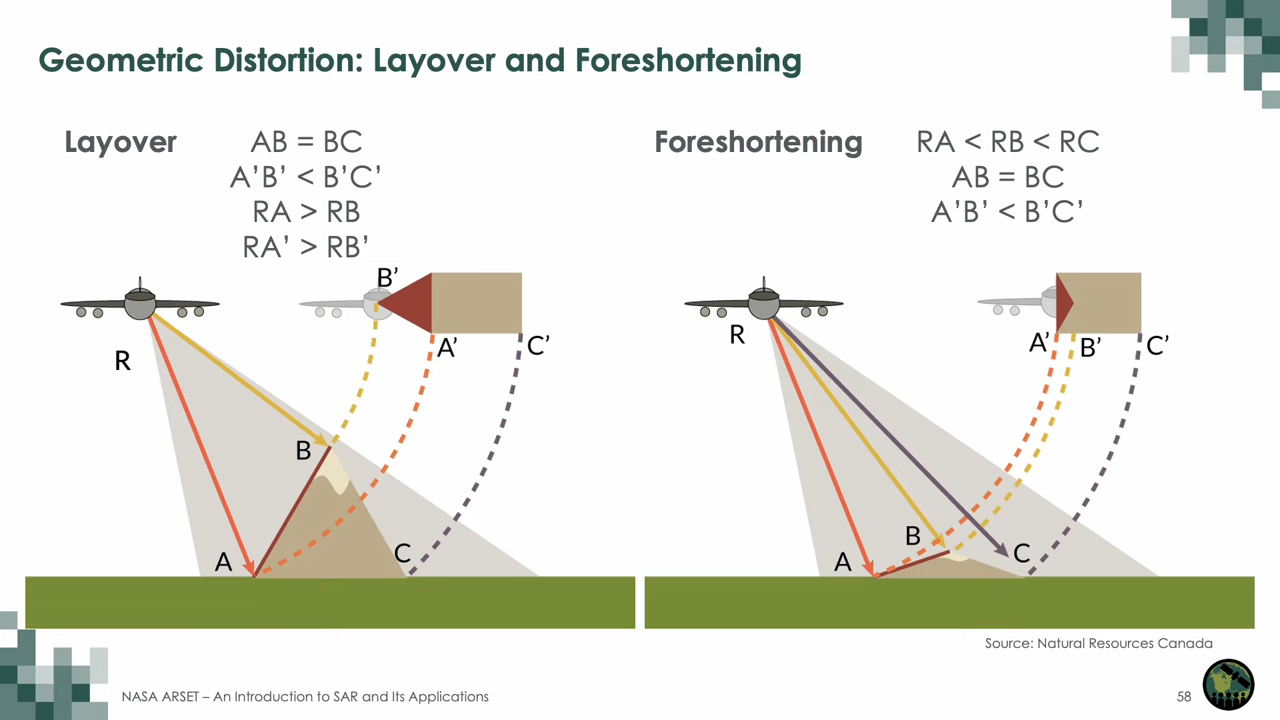 Geometric Distortion: Layover and Foreshortening
Layover
AB = BC
A’B’ < B’C’
RA > RB
RA’ > RB’
B’
A’
C’
R
B
A
C
Foreshortening
RA < RB < RC
AB = BC
A’B’ < B’C’
R
A’
B’
C’
B
A
C
Source: Natural Resources Canada
NASA ARSET – An Introduction to SAR and Its Applications
58